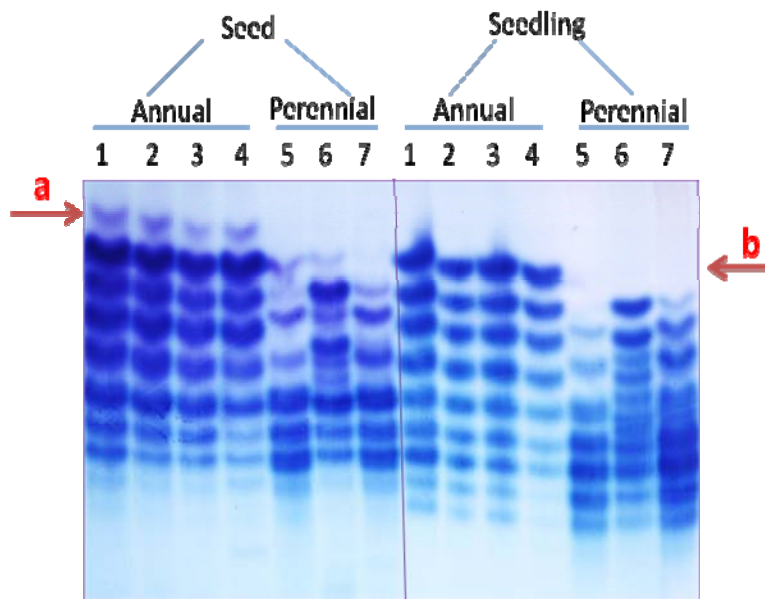 Seed Seedling
Annual Perennial Annual Perennial
1 2 3 4 5 6 7 1 2 3 4 5 6 7
a
b